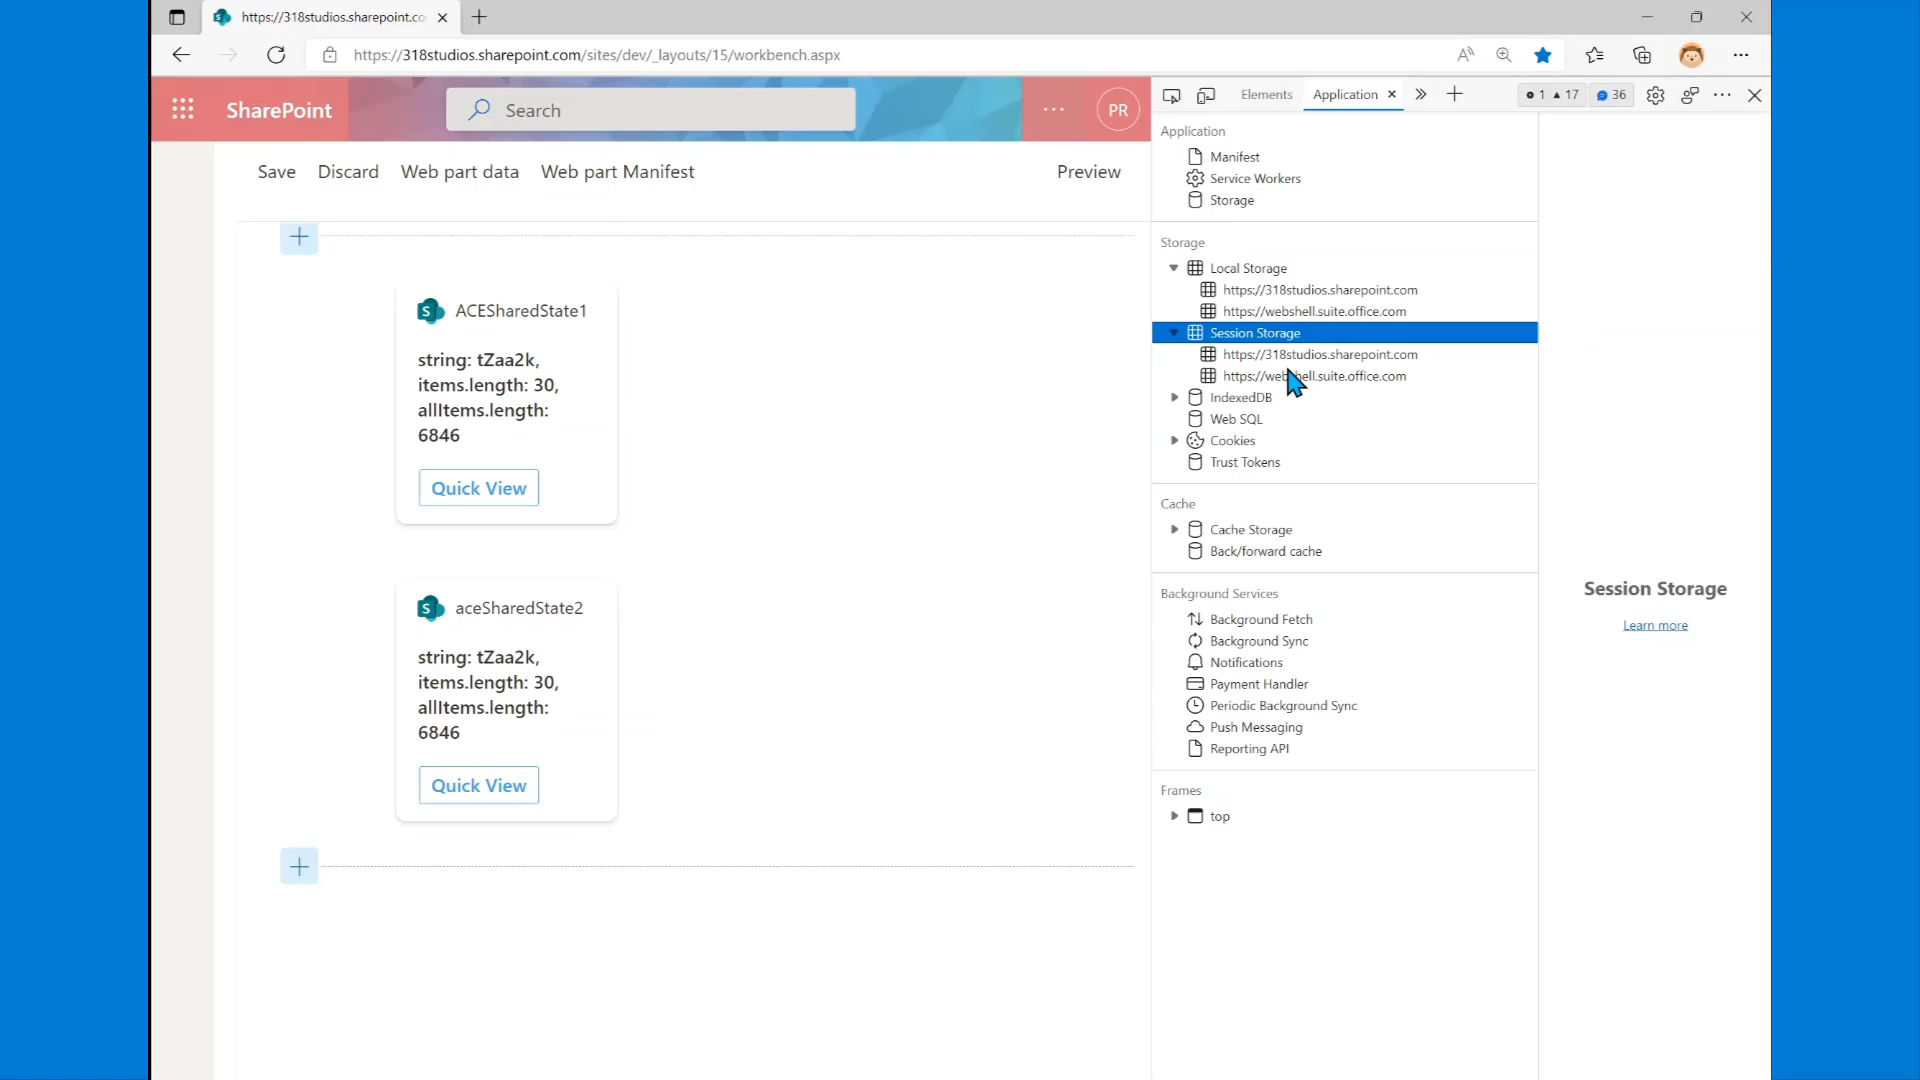 https://318studios.sharepoint.co
https://318studios.sharepoint.com/sites/dev/_layouts/15/workbench.aspx
SharePoint
Search
PR
Elements
Application
1 17
36
Save
Discard
Web part data
Web part Manifest
Preview
S ACESharedState1
string: tZaa2k,
items.length: 30,
allItems.length:
6846
Quick View
S aceSharedState2
string: tZaa2k,
items.length: 30,
allItems.length:
6846
Quick View
Application
Manifest
Service Workers
Storage
Storage
Local Storage
https://318studios.sharepoint.com
https://webshell.suite.office.com
Session Storage
https://318studios.sharepoint.com
https://webshell.suite.office.com
IndexedDB
Web SQL
Cookies
Trust Tokens
Cache
Cache Storage
Back/forward cache
Background Services
Background Fetch
Background Sync
Notifications
Payment Handler
Periodic Background Sync
Push Messaging
Reporting API
Frames
top
Session Storage
Learn more